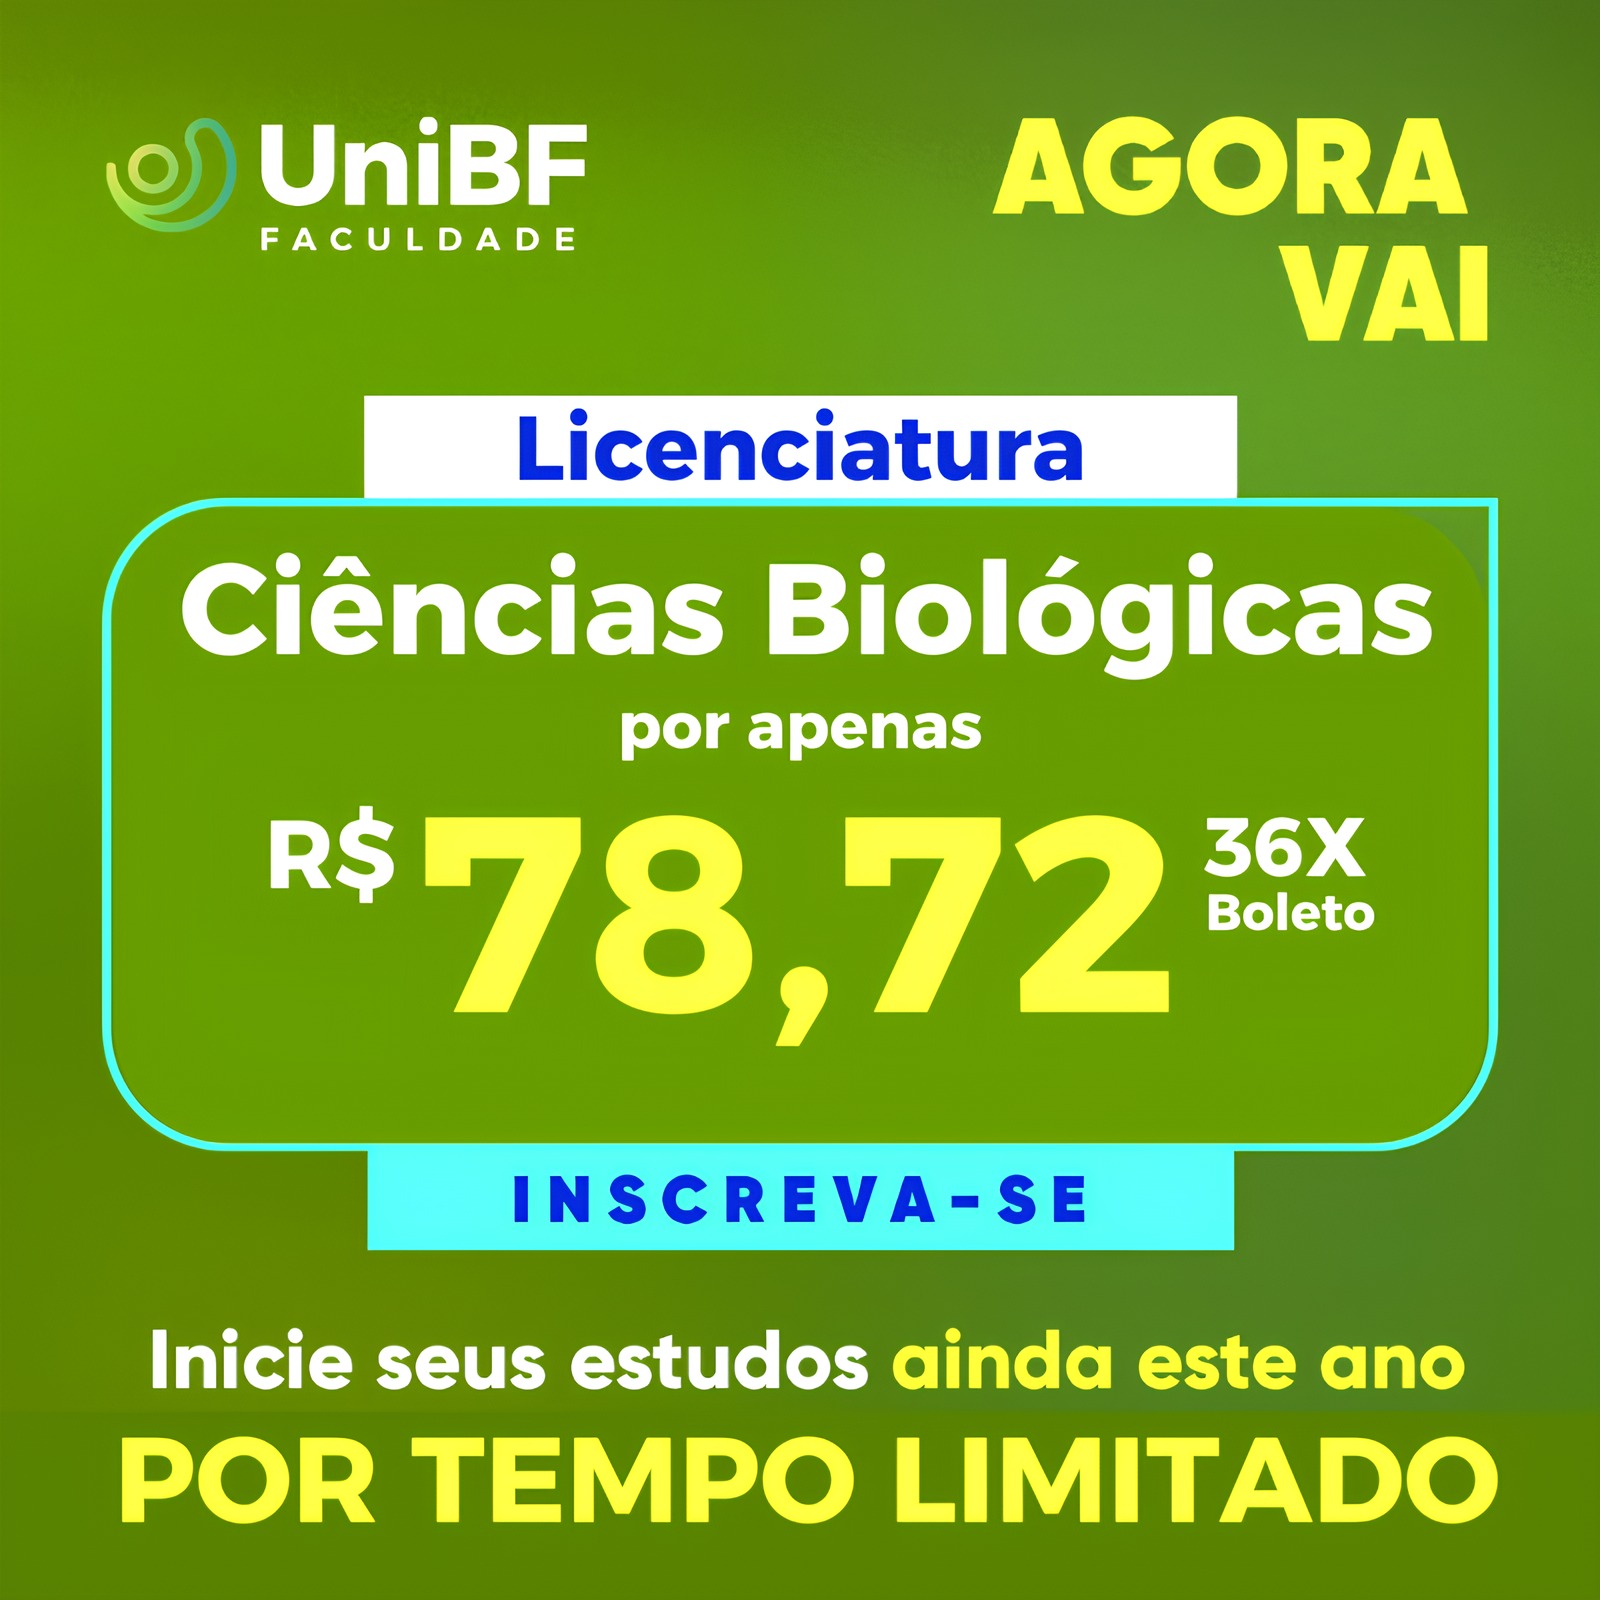 UniBF
FACULDADE
AGORA
VAI
Licenciatura
Ciências Biológicas
por apenas
R$ 78,72 36X
Boleto
INSCREVA-SE
Inicie seus estudos ainda este ano
POR TEMPO LIMITADO